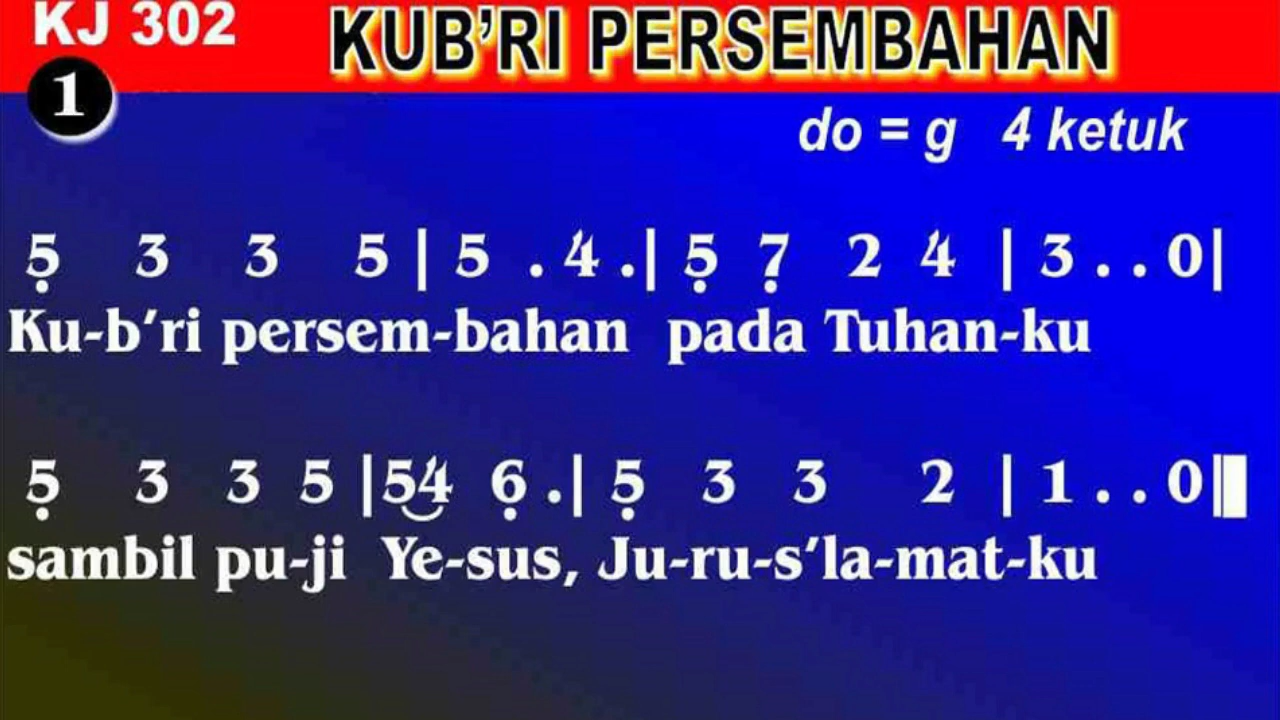 KJ 302
KUB’RI PERSEMBAHAN
1
do = g 4 ketuk
5̣ 3 3 5 | 5 . 4 . | 5̣ 7̣ 2 4 | 3 . . 0 |
Ku-b’ri persem-bahan pada Tuhan-ku
5̣ 3 3 5 | 54 6̣ . | 5̣ 3 3 2 | 1 . . 0 ||
sambil pu-ji Ye-sus, Ju-ru-s’la-mat-ku